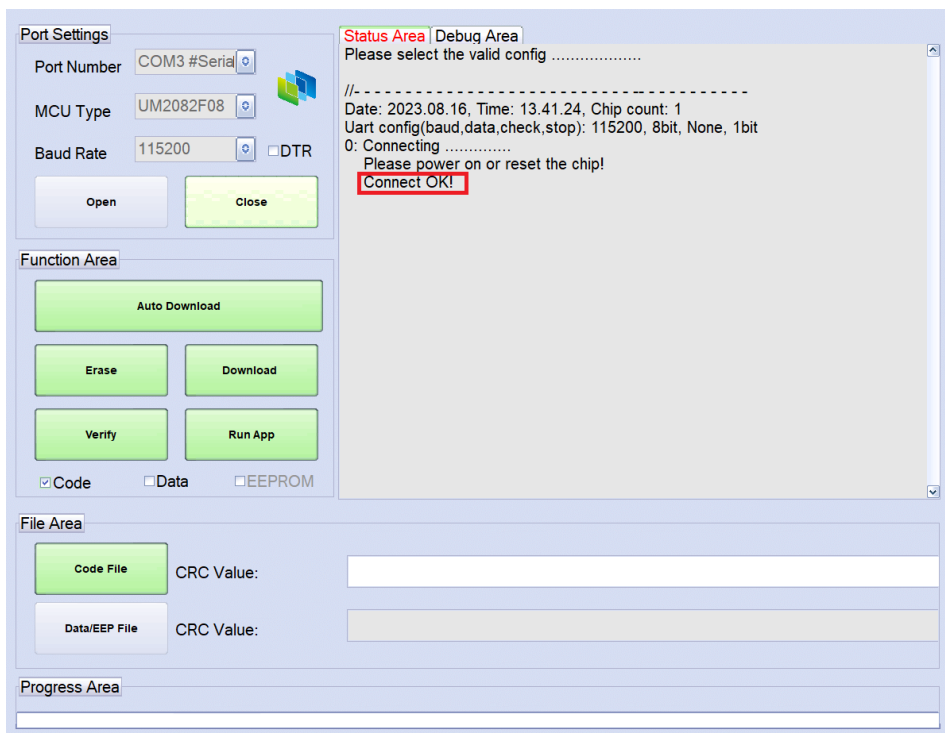 Port Settings
Port Number COM3 #Serial
MCU Type UM2082F08
Baud Rate 115200 DTR
Open Close
Function Area
Auto Download
Erase Download
Verify Run App
Code Data EEPROM
Status Area Debug Area
Please select the valid config ...................
//- - - - - - - - - - - - - - - - - - - - - - - - - - - -- - - - - - - - - - -
Date: 2023.08.16, Time: 13.41.24, Chip count: 1
Uart config(baud,data,check,stop): 115200, 8bit, None, 1bit
0: Connecting ..............
Please power on or reset the chip!
Connect OK!
File Area
Code File CRC Value:
Data/EEP File CRC Value:
Progress Area